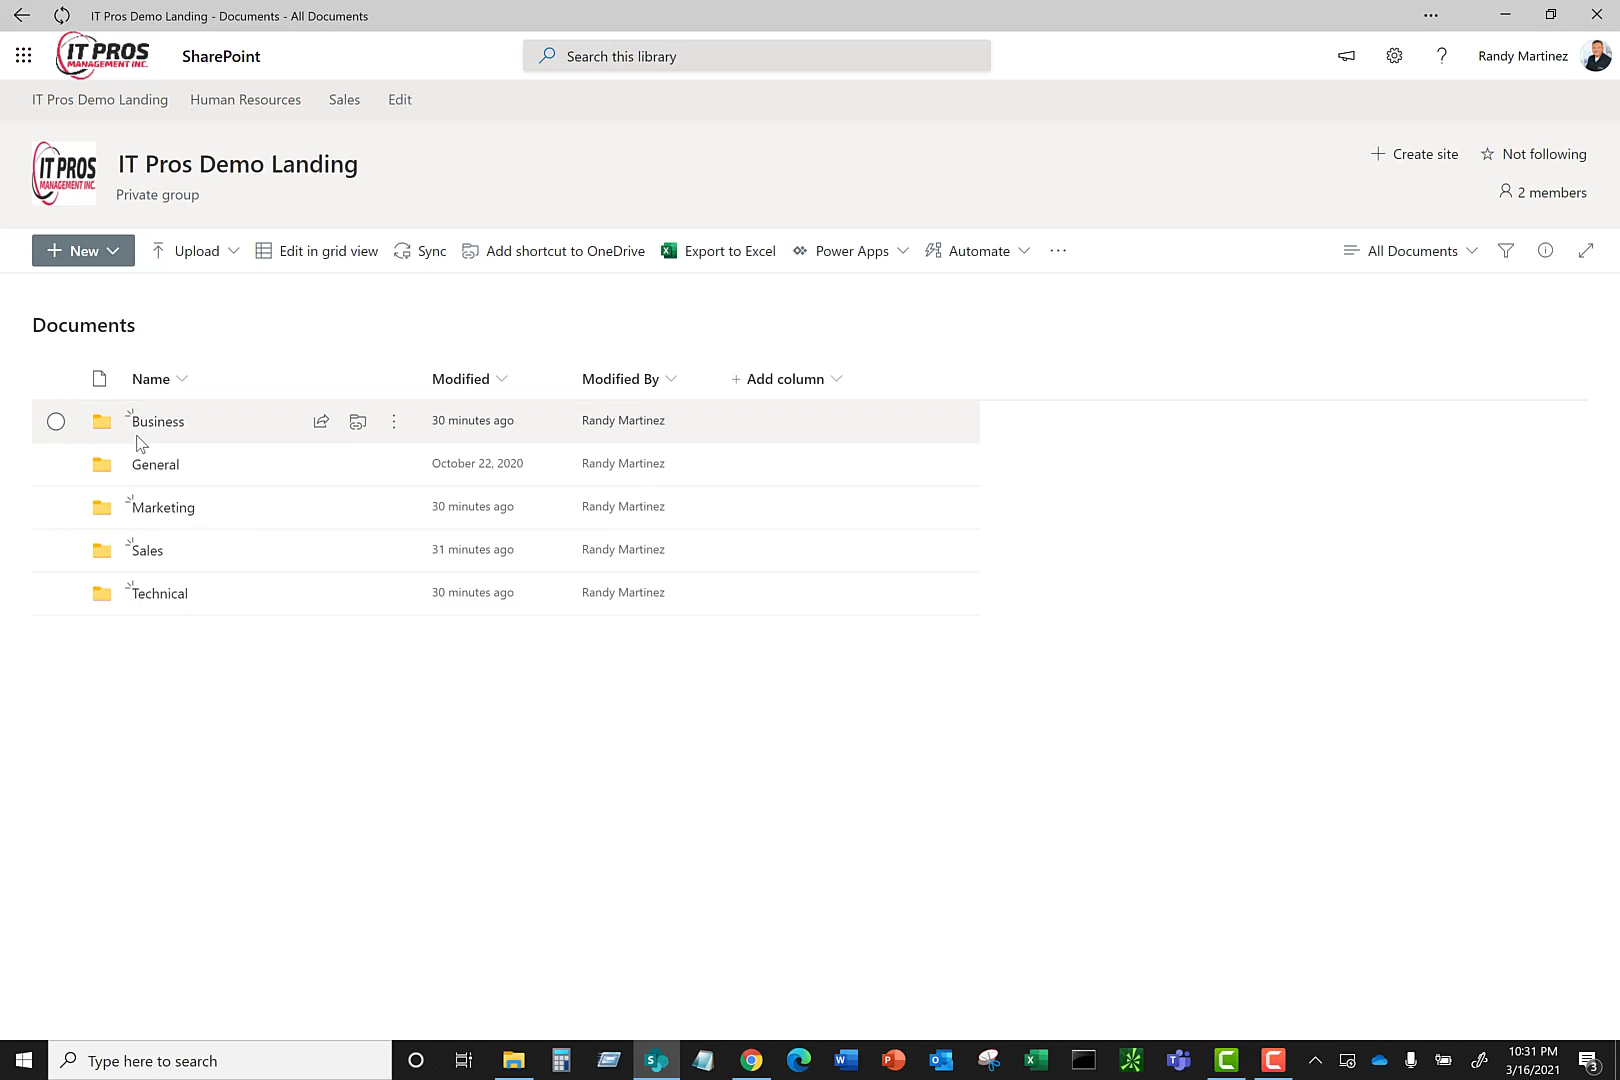 IT Pros Demo Landing - Documents - All Documents
IT PROS
MANAGEMENT INC.
SharePoint
Search this library
Randy Martinez
IT Pros Demo Landing Human Resources Sales Edit
IT PROS
MANAGEMENT INC.
IT Pros Demo Landing
Private group
+ Create site Not following
2 members
+ New Upload Edit in grid view Sync Add shortcut to OneDrive Export to Excel Power Apps Automate ... All Documents
Documents
Name Modified Modified By + Add column
Business 30 minutes ago Randy Martinez
General October 22, 2020 Randy Martinez
Marketing 30 minutes ago Randy Martinez
Sales 31 minutes ago Randy Martinez
Technical 30 minutes ago Randy Martinez
Type here to search
10:31 PM
3/16/2021
3